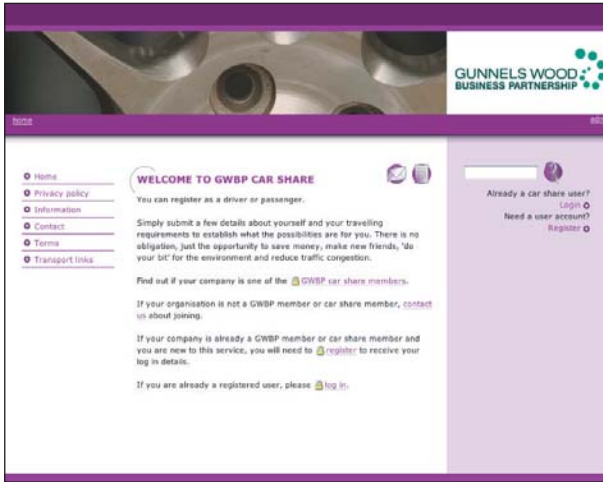 GUNNELS WOOD
BUSINESS PARTNERSHIP
home
Home
Privacy policy
Information
Contact
Terms
Transport links
WELCOME TO GWBP CAR SHARE
You can register as a driver or passenger.
Simply submit a few details about yourself and your travelling
requirements to establish what the possibilities are for you. There is no
obligation, just the opportunity to save money, make new friends, 'do
your bit' for the environment and reduce traffic congestion.
Find out if your company is one of the GWBP car share members.
If your organisation is not a GWBP member or car share member, contact
us about joining.
If your company is already a GWBP member or car share member and
you are new to this service, you will need to register to receive your
log in details.
If you are already a registered user, please log in.
Already a car share user?
Login
Need a user account?
Register